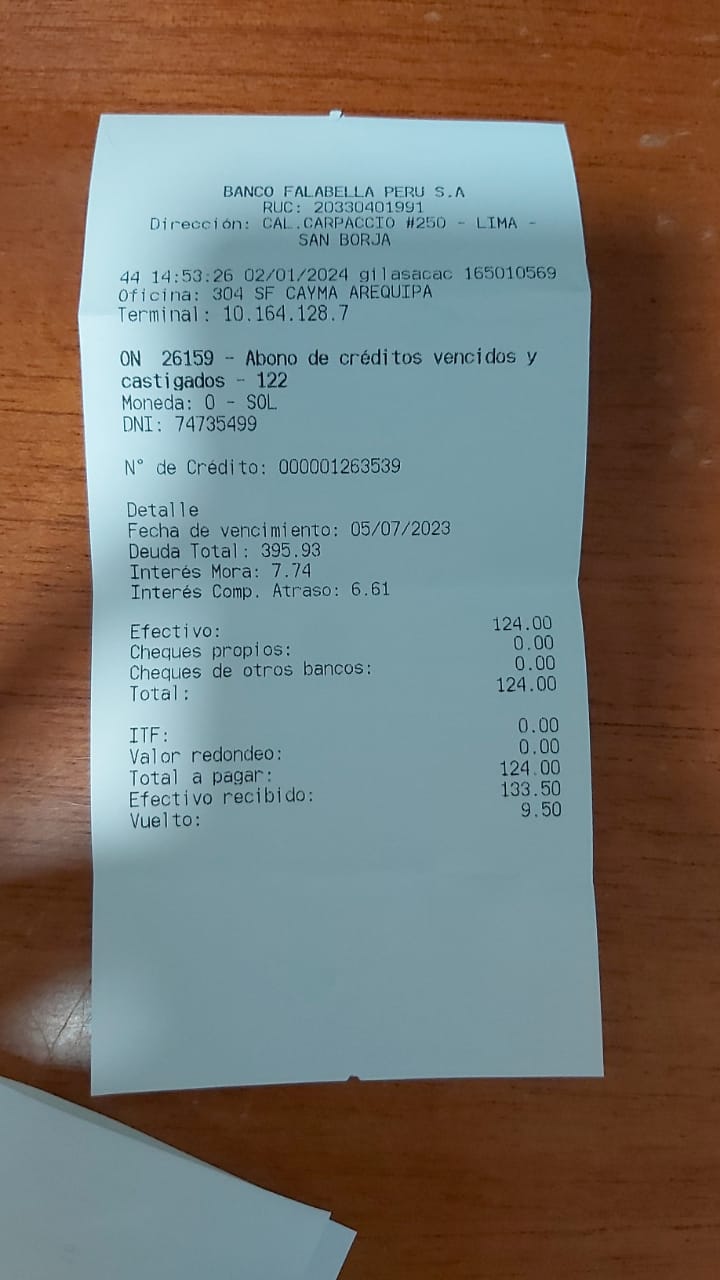 BANCO FALABELLA PERU S.A
RUC: 20330401991
Dirección: CAL.CARPACCIO #250 - LIMA -
SAN BORJA
44 14:53:26 02/01/2024 gilasacac 165010569
Oficina: 304 SF CAYMA AREQUIPA
Terminal: 10.164.128.7
ON 26159 - Abono de créditos vencidos y
castigados - 122
Moneda: 0 - SOL
DNI: 74735499
N° de Crédito: 000001263539
Detalle
Fecha de vencimiento: 05/07/2023
Deuda Total: 395.93
Interés Mora: 7.74
Interés Comp. Atraso: 6.61
Efectivo: 124.00
Cheques propios: 0.00
Cheques de otros bancos: 0.00
Total: 124.00
ITF: 0.00
Valor redondeo: 0.00
Total a pagar: 124.00
Efectivo recibido: 133.50
Vuelto: 9.50